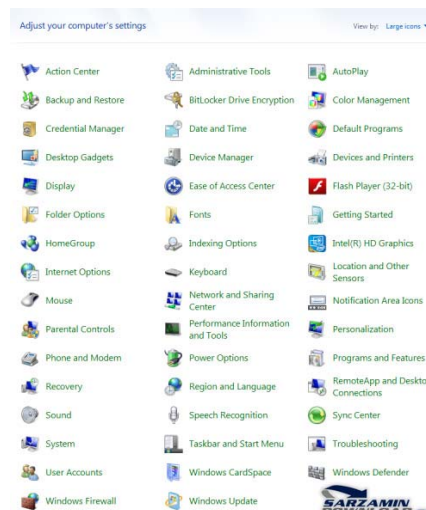 Adjust your computer's settings
View by: Large icons
Action Center
Administrative Tools
AutoPlay
Backup and Restore
BitLocker Drive Encryption
Color Management
Credential Manager
Date and Time
Default Programs
Desktop Gadgets
Device Manager
Devices and Printers
Display
Ease of Access Center
Flash Player (32-bit)
Folder Options
Fonts
Getting Started
HomeGroup
Indexing Options
Intel(R) HD Graphics
Internet Options
Keyboard
Location and Other
Sensors
Mouse
Network and Sharing
Center
Notification Area Icons
Parental Controls
Performance Information
and Tools
Personalization
Phone and Modem
Power Options
Programs and Features
Recovery
Region and Language
RemoteApp and Deskto
Connections
Sound
Speech Recognition
Sync Center
System
Taskbar and Start Menu
Troubleshooting
User Accounts
Windows CardSpace
Windows Defender
Windows Firewall
Windows Update
SARZAMIN